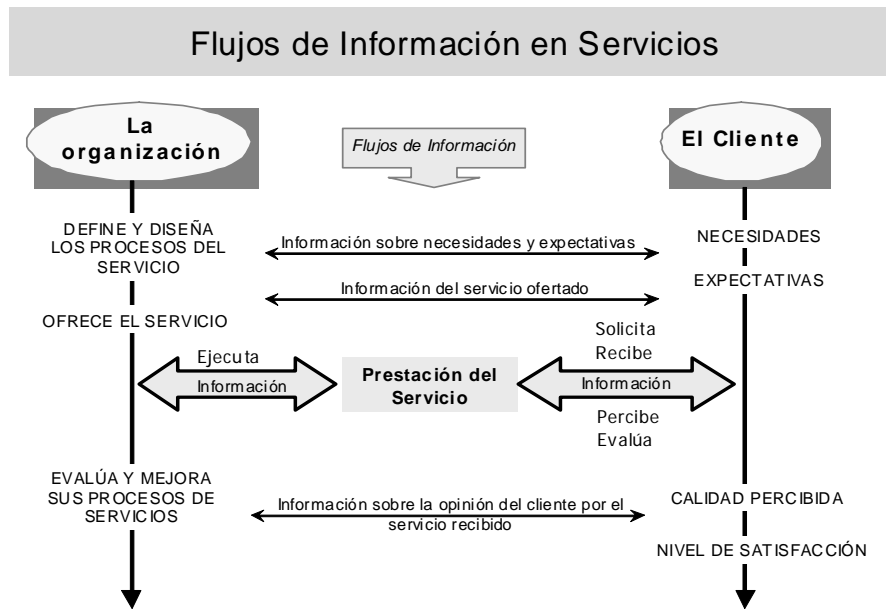 Flujos de Información en Servicios
La
organización
Flujos de Información
El Cliente
DEFINE Y DISEÑA
LOS PROCESOS DEL
SERVICIO
Información sobre necesidades y expectativas
NECESIDADES
Información del servicio ofertado
EXPECTATIVAS
OFRECE EL SERVICIO
Ejecuta
Información
Prestación del
Servicio
Solicita
Recibe
Información
Percibe
Evalúa
EVALÚA Y MEJORA
SUS PROCESOS DE
SERVICIOS
Información sobre la opinión del cliente por el
servicio recibido
CALIDAD PERCIBIDA
NIVEL DE SATISFACCIÓN